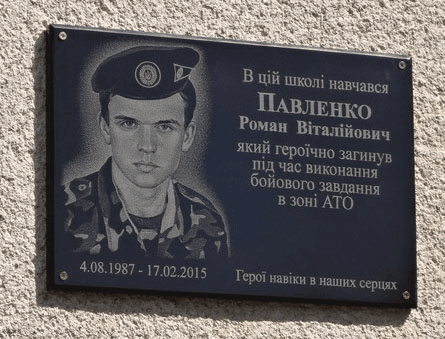 В цій школі навчався
ПАВЛЕНКО
Роман Віталійович
який героїчно загинув
під час виконання
бойового завдання
в зоні АТО
4.08.1987 - 17.02.2015
Герої навіки в наших серцях